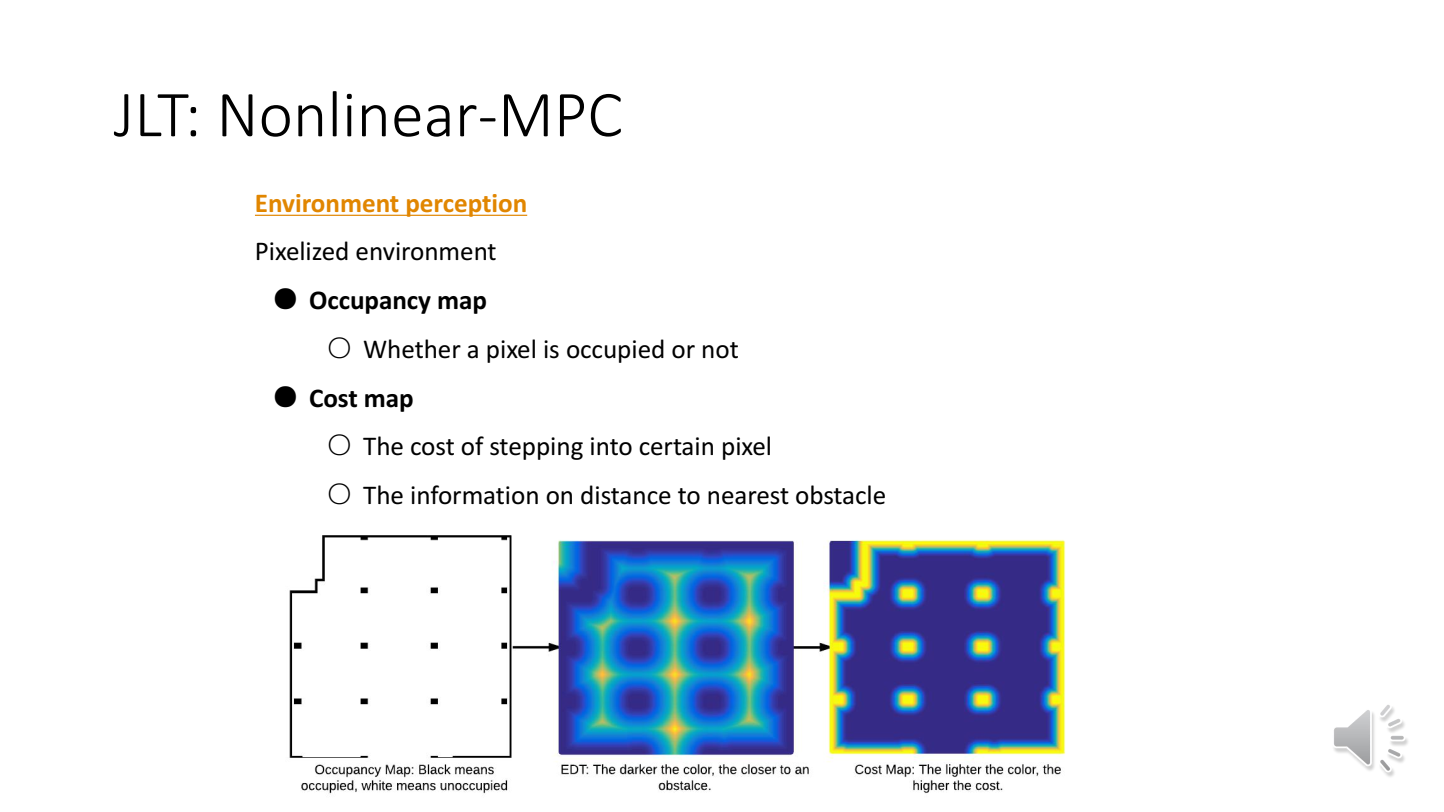 JLT: Nonlinear-MPC
Environment perception
Pixelized environment
● Occupancy map
○ Whether a pixel is occupied or not
● Cost map
○ The cost of stepping into certain pixel
○ The information on distance to nearest obstacle
Occupancy Map: Black means
occupied, white means unoccupied
EDT: The darker the color, the closer to an
obstalce.
Cost Map: The lighter the color, the
higher the cost.